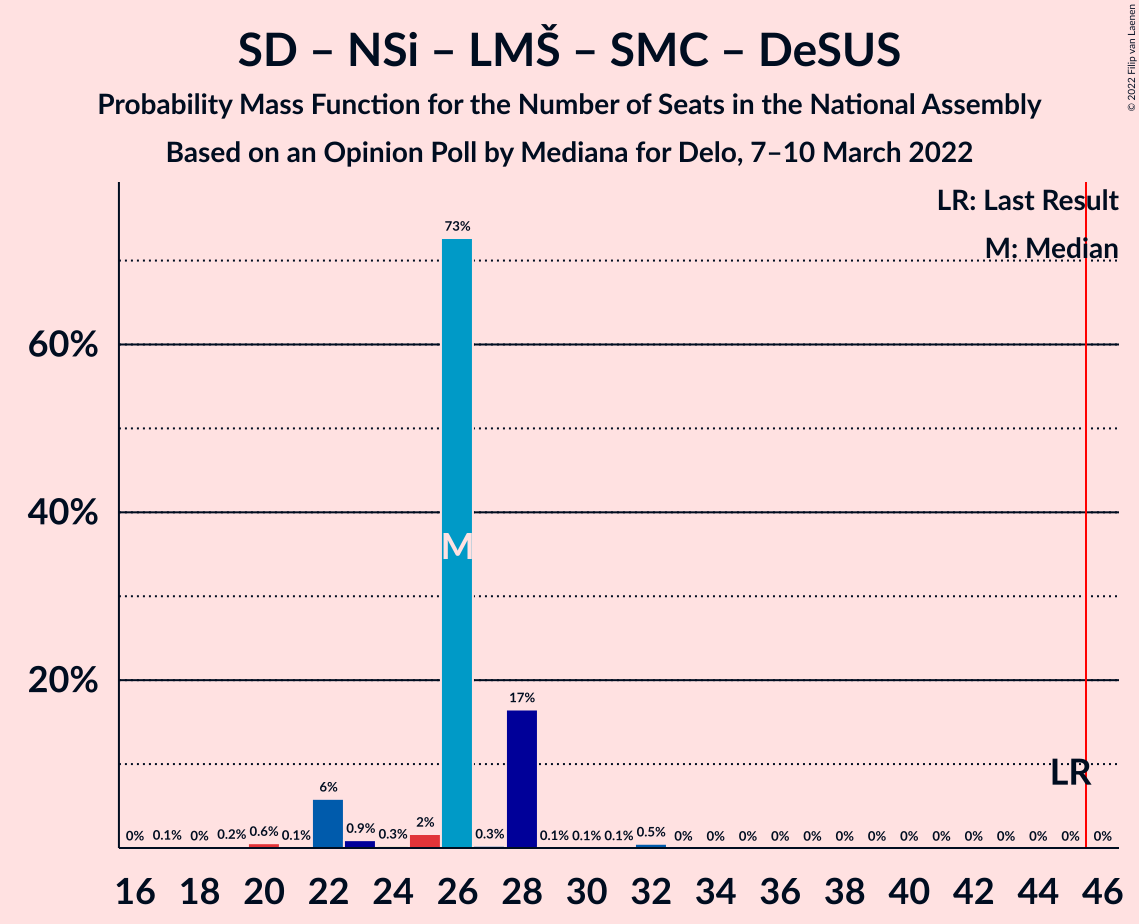 SD – NSi – LMŠ – SMC – DeSUS
Probability Mass Function for the Number of Seats in the National Assembly
Based on an Opinion Poll by Mediana for Delo, 7–10 March 2022
© 2022 Filip van Laenen
LR: Last Result
M: Median
73%
60%
M
40%
20%
17%
LR
6%
0% 0.1% 0% 0.2% 0.6% 0.1% 0.9% 0.3% 2% 0.3% 0.1% 0.1% 0.1% 0.5% 0% 0% 0% 0% 0% 0% 0% 0% 0% 0% 0% 0% 0% 0%
16 18 20 22 24 26 28 30 32 34 36 38 40 42 44 46